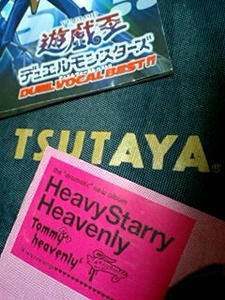 遊戯王
デュエルモンスターズ
DUEL VOCAL BEST!!
TSUTAYA®
the "dramatic" new album
Heavy Starry
Heavenly
Tommy
heavenly⁶